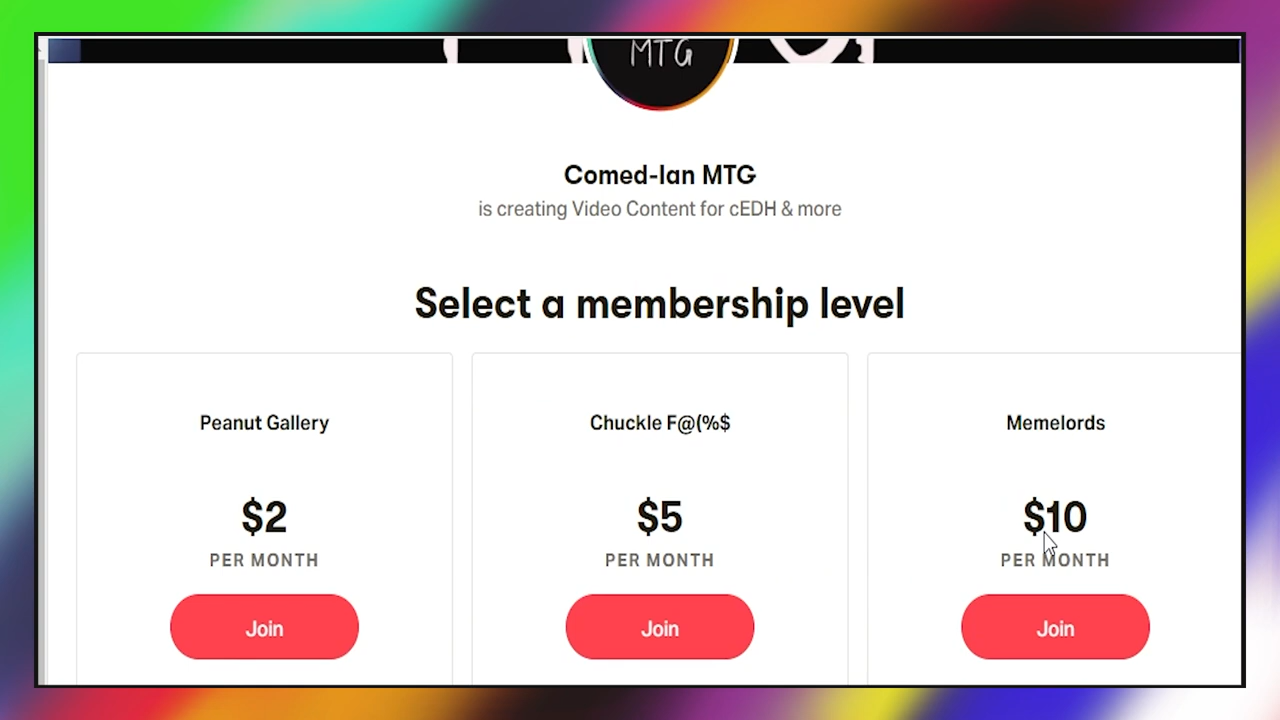 MTG
Comed-Ian MTG
is creating Video Content for cEDH & more
Select a membership level
Peanut Gallery
Chuckle F@(%$
Memelords
$2
$5
$10
PER MONTH
PER MONTH
PER MONTH
Join
Join
Join